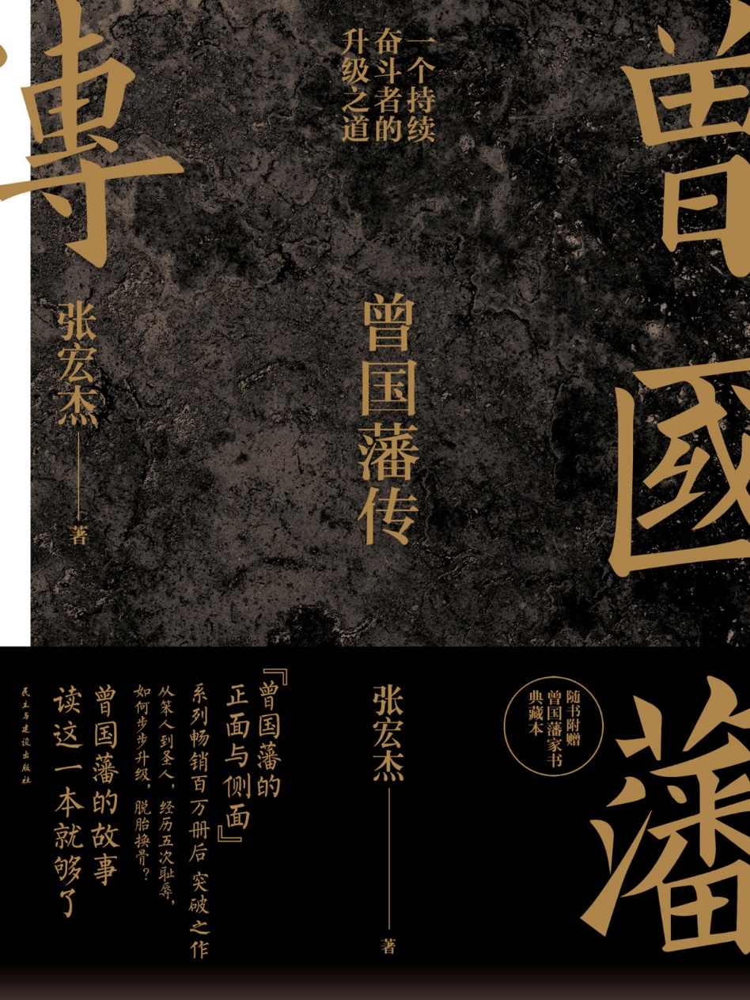 曾國藩
傳
一个持续
奋斗者的
升级之道
曾国藩传
张宏杰
著
随书附赠
曾国藩家书
典藏本
张宏杰
著
『曾国藩的
正面与侧面』
系列畅销百万册后 突破之作
从笨人到圣人，经历五次耻辱，
如何步步升级，脱胎换骨？
曾国藩的故事
读这一本就够了
民主与建设出版社